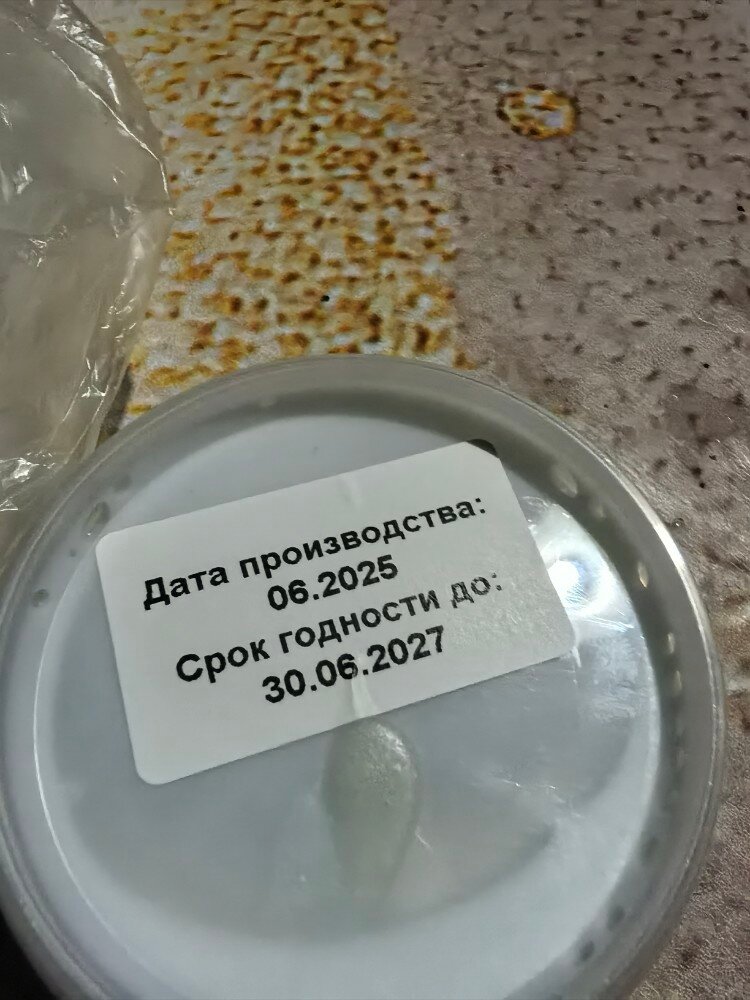 Дата производства:
06.2025
Срок годности до:
30.06.2027